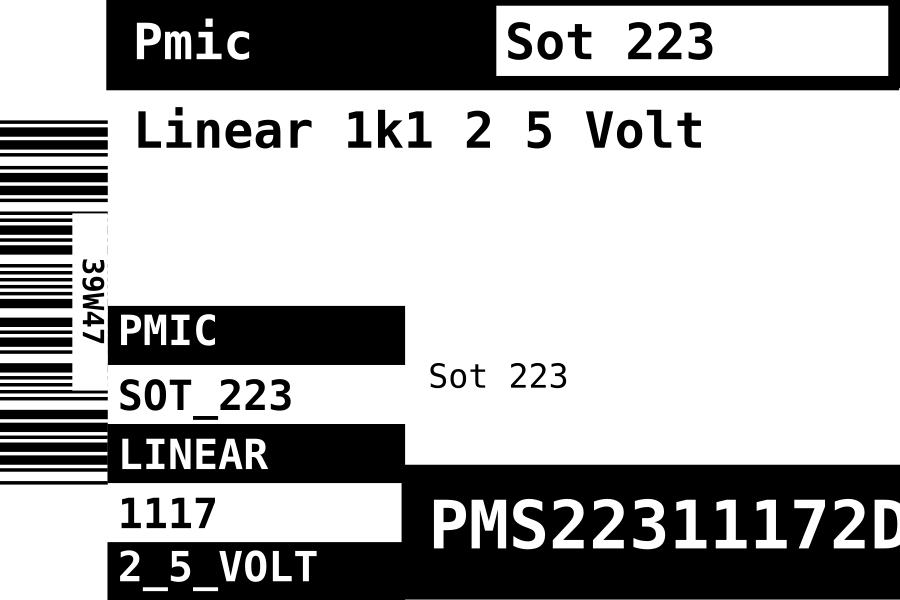 Pmic
Sot 223
Linear 1k1 2 5 Volt
39W47
PMIC
SOT_223
LINEAR
1117
2_5_VOLT
Sot 223
PMS22311172D